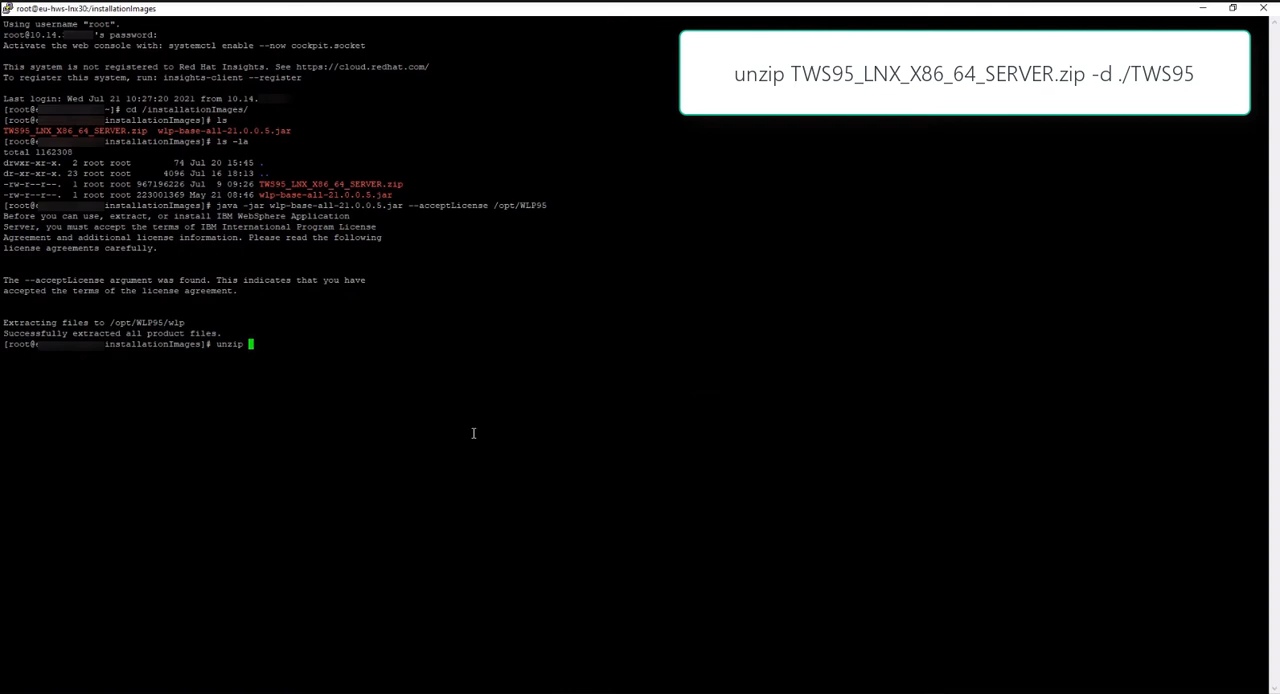 root@eu-hws-lnx30:/installationImages
Using username "root".
root@10.14. 's password:
Activate the web console with: systemctl enable --now cockpit.socket
This system is not registered to Red Hat Insights. See https://cloud.redhat.com/
To register this system, run: insights-client --register
Last login: Wed Jul 21 10:27:20 2021 from 10.14.
[root@e ~]# cd /installationImages/
[root@e installationImages]# ls
TWS95_LNX_X86_64_SERVER.zip wlp-base-all-21.0.0.5.jar
[root@e installationImages]# ls -la
total 1162308
drwxr-xr-x. 2 root root 74 Jul 20 15:45 .
drwxr-xr-x. 23 root root 4096 Jul 16 18:13 ..
-rw-r--r--. 1 root root 967196226 Jul 9 09:26 TWS95_LNX_X86_64_SERVER.zip
-rw-r--r--. 1 root root 223001369 May 21 08:46 wlp-base-all-21.0.0.5.jar
[root@e installationImages]# java -jar wlp-base-all-21.0.0.5.jar --acceptLicense /opt/WLP95
Before you can use, extract, or install IBM WebSphere Application
Server, you must accept the terms of IBM International Program License
Agreement and additional license information. Please read the following
license agreements carefully.
The --acceptLicense argument was found. This indicates that you have
accepted the terms of the license agreement.
Extracting files to /opt/WLP95/wlp
Successfully extracted all product files.
[root@e installationImages]# unzip
unzip TWS95_LNX_X86_64_SERVER.zip -d ./TWS95